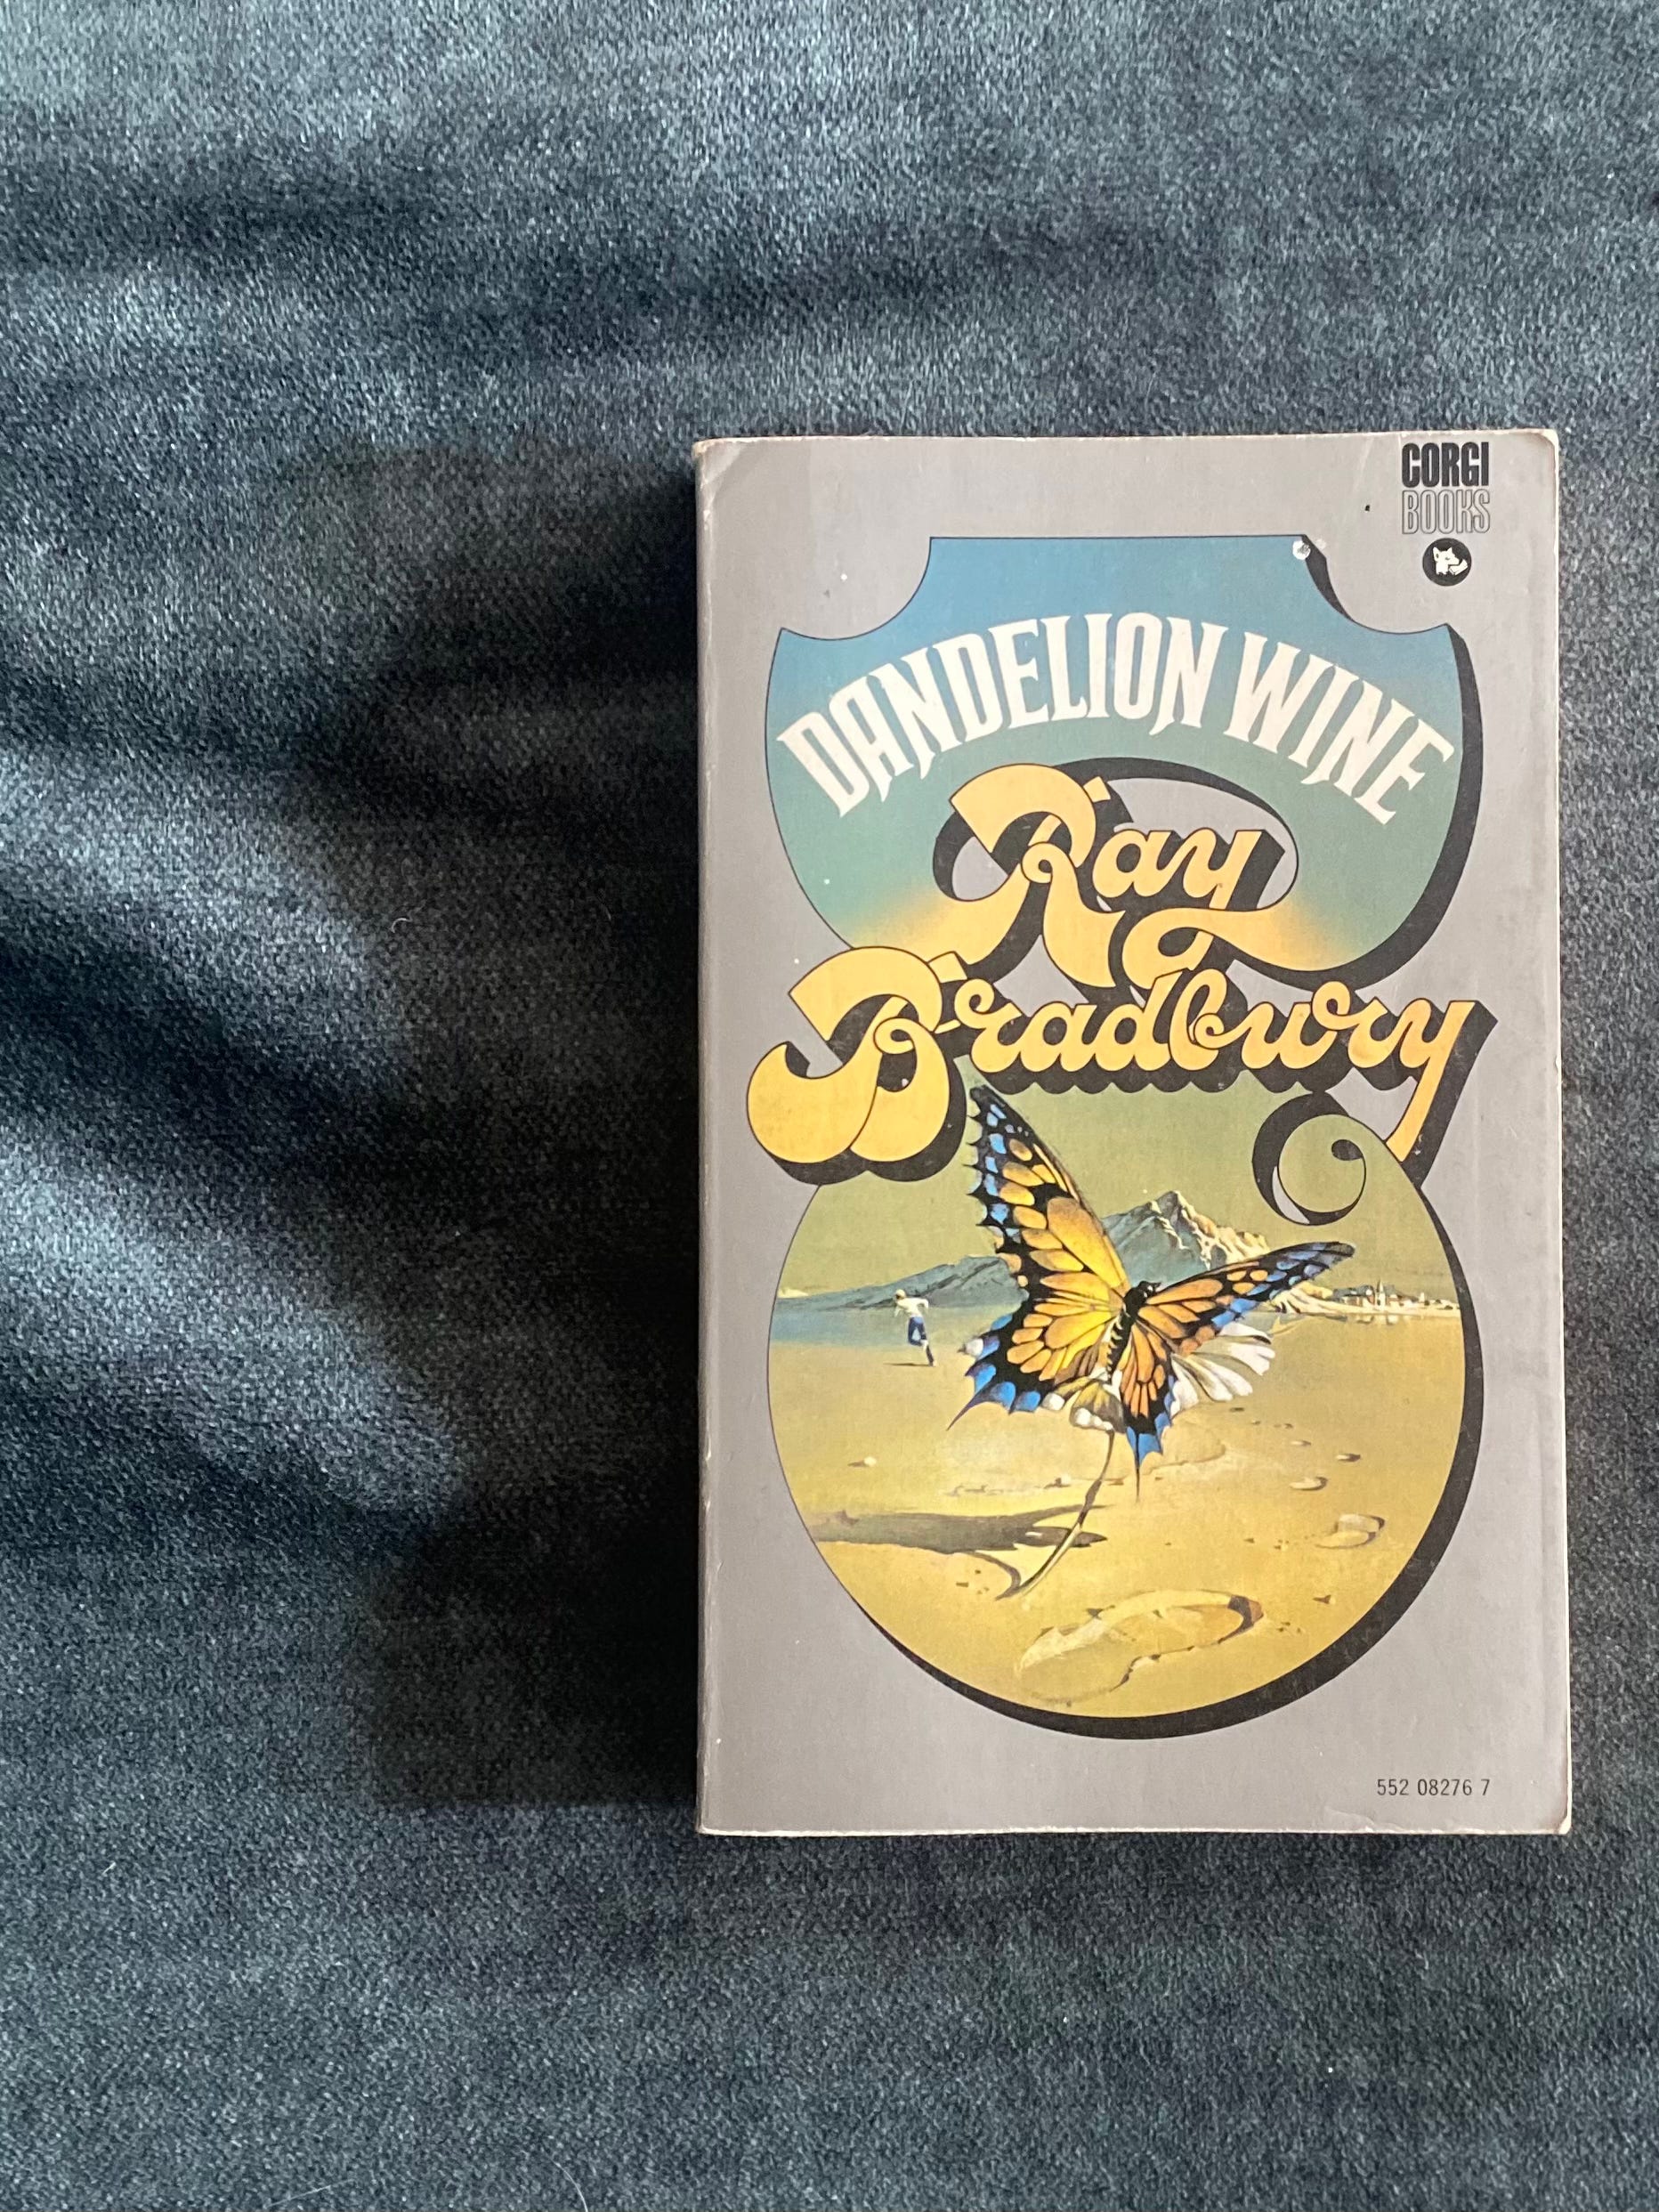 CORGI
BOOKS
DANDELION WINE
Ray
Bradbury
552 08276 7